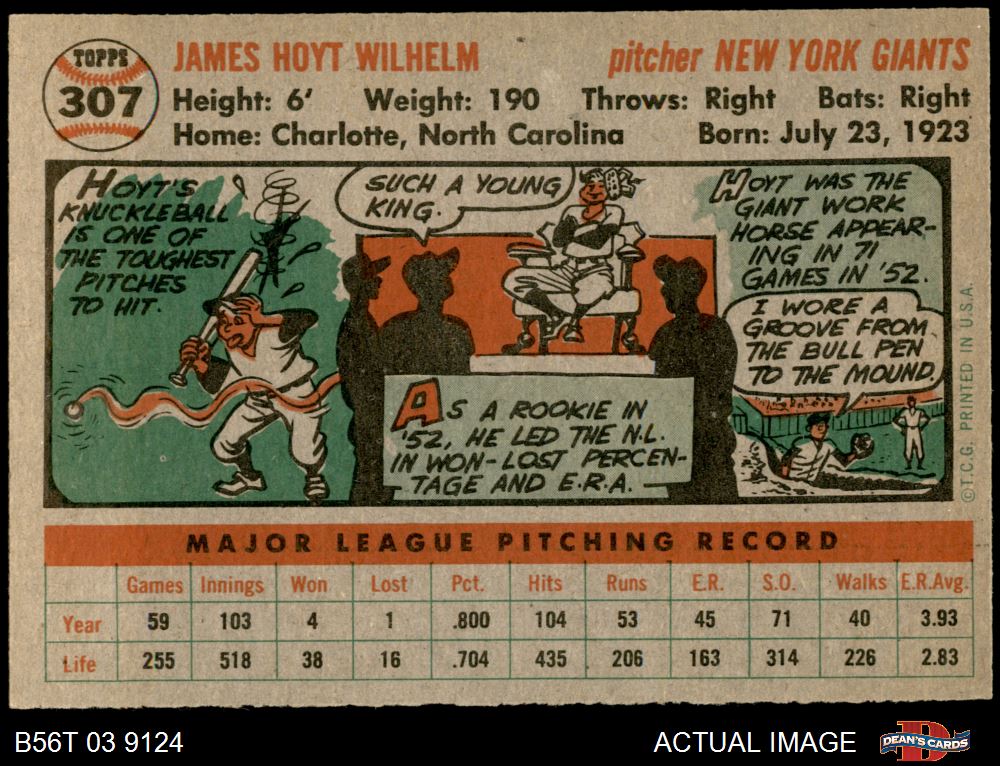 TOPPS
307
JAMES HOYT WILHELM
pitcher NEW YORK GIANTS
Height: 6' Weight: 190 Throws: Right Bats: Right
Home: Charlotte, North Carolina Born: July 23, 1923
HOYT'S
KNUCKLEBALL
IS ONE OF
THE TOUGHEST
PITCHES
TO HIT.
SUCH A YOUNG
KING.
AS A ROOKIE IN
'52, HE LED THE N.L.
IN WON-LOST PERCEN-
TAGE AND E.R.A.
HOYT WAS THE
GIANT WORK
HORSE APPEAR-
ING IN 71
GAMES IN '52.
I WORE A
GROOVE FROM
THE BULL PEN
TO THE MOUND.
©T.C.G. PRINTED IN U.S.A.
MAJOR LEAGUE PITCHING RECORD
Games Innings Won Lost Pct. Hits Runs E.R. S.O. Walks E.R.Avg.
Year 59 103 4 1 .800 104 53 45 71 40 3.93
Life 255 518 38 16 .704 435 206 163 314 226 2.83
B56T 03 9124
ACTUAL IMAGE
DEAN'S CARDS